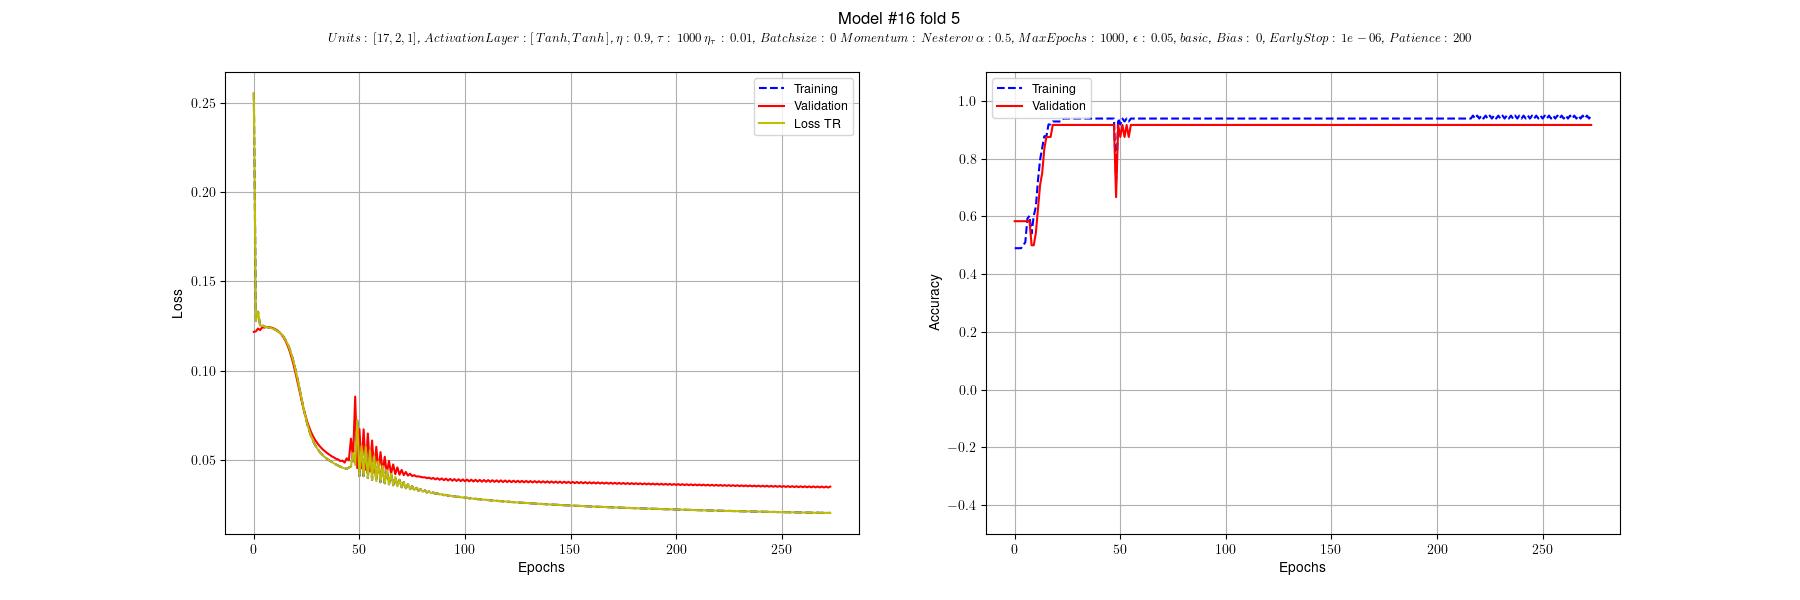 Model #16 fold 5
Units : [17, 2, 1], ActivationLayer : [Tanh, Tanh], η : 0.9, τ : 1000 ητ : 0.01, Batchsize : 0 Momentum : Nesterov α : 0.5, MaxEpochs : 1000, ϵ : 0.05, basic, Bias : 0, EarlyStop : 1e − 06, Patience : 200
Training
Validation
Loss TR
0.25
0.20
0.15
0.10
0.05
Loss
0 50 100 150 200 250
Epochs
Training
Validation
1.0
0.8
0.6
0.4
0.2
0.0
−0.2
−0.4
Accuracy
0 50 100 150 200 250
Epochs